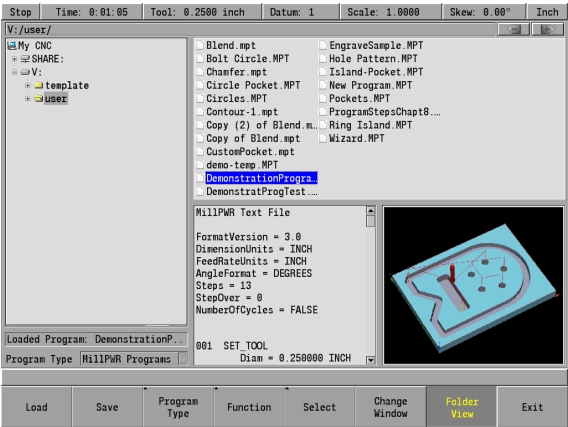 Stop Time: 0:01:05 Tool: 0.2500 inch Datum: 1 Scale: 1.0000 Skew: 0.00° Inch
V:/user/
My CNC
SHARE:
V:
template
user
Blend.mpt
Bolt Circle.MPT
Chamfer.mpt
Circle Pocket.MPT
Circles.MPT
Contour-1.mpt
Copy (2) of Blend.m…
Copy of Blend.mpt
CustomPocket.mpt
demo-temp.MPT
DemonstrationProgra…
DemonstratProgTest.…
EngraveSample.MPT
Hole Pattern.MPT
Island-Pocket.MPT
New Program.MPT
Pockets.MPT
ProgramStepsChapt8.…
Ring Island.MPT
Wizard.MPT
MillPWR Text File
FormatVersion = 3.0
DimensionUnits = INCH
FeedRateUnits = INCH
AngleFormat = DEGREES
Steps = 13
StepOver = 0
NumberOfCycles = FALSE
001 SET_TOOL
Diam = 0.250000 INCH
Loaded Program: DemonstrationP..
Program Type MillPWR Programs
Load Save Program Function Select Change Folder Exit
Type Window View